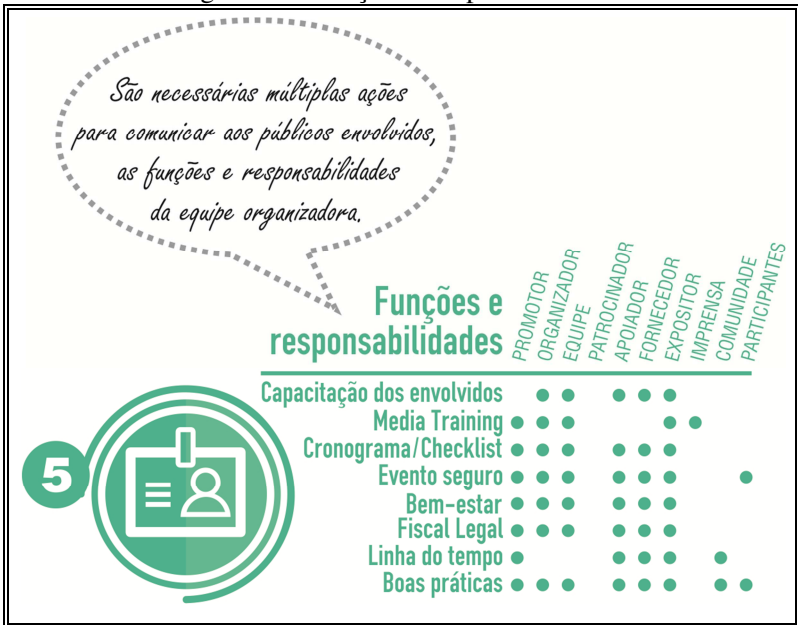 São necessárias múltiplas ações
para comunicar aos públicos envolvidos,
as funções e responsabilidades
da equipe organizadora.
Funções e
responsabilidades
PROMOTOR
ORGANIZADOR
EQUIPE
PATROCINADOR
APOIADOR
FORNECEDOR
EXPOSITOR
IMPRENSA
COMUNIDADE
PARTICIPANTES
Capacitação dos envolvidos
Media Training
Cronograma/Checklist
Evento seguro
Bem-estar
Fiscal Legal
Linha do tempo
Boas práticas
5